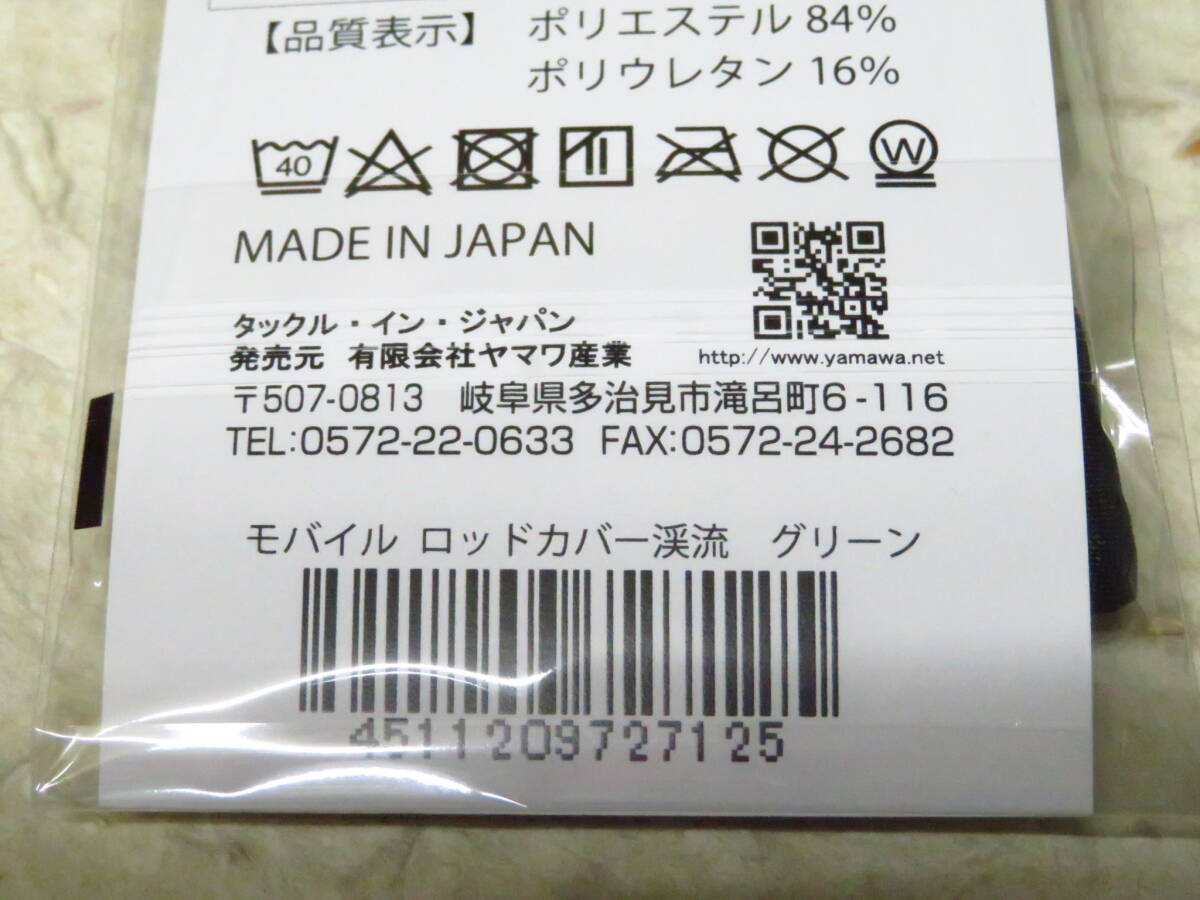 【品質表示】 ポリエステル 84%
ポリウレタン 16%
40 W
MADE IN JAPAN
タックル・イン・ジャパン
発売元 有限会社ヤマワ産業
http://www.yamawa.net
〒507-0813 岐阜県多治見市滝呂町6-116
TEL:0572-22-0633 FAX:0572-24-2682
モバイル ロッドカバー渓流 グリーン
4511209727125